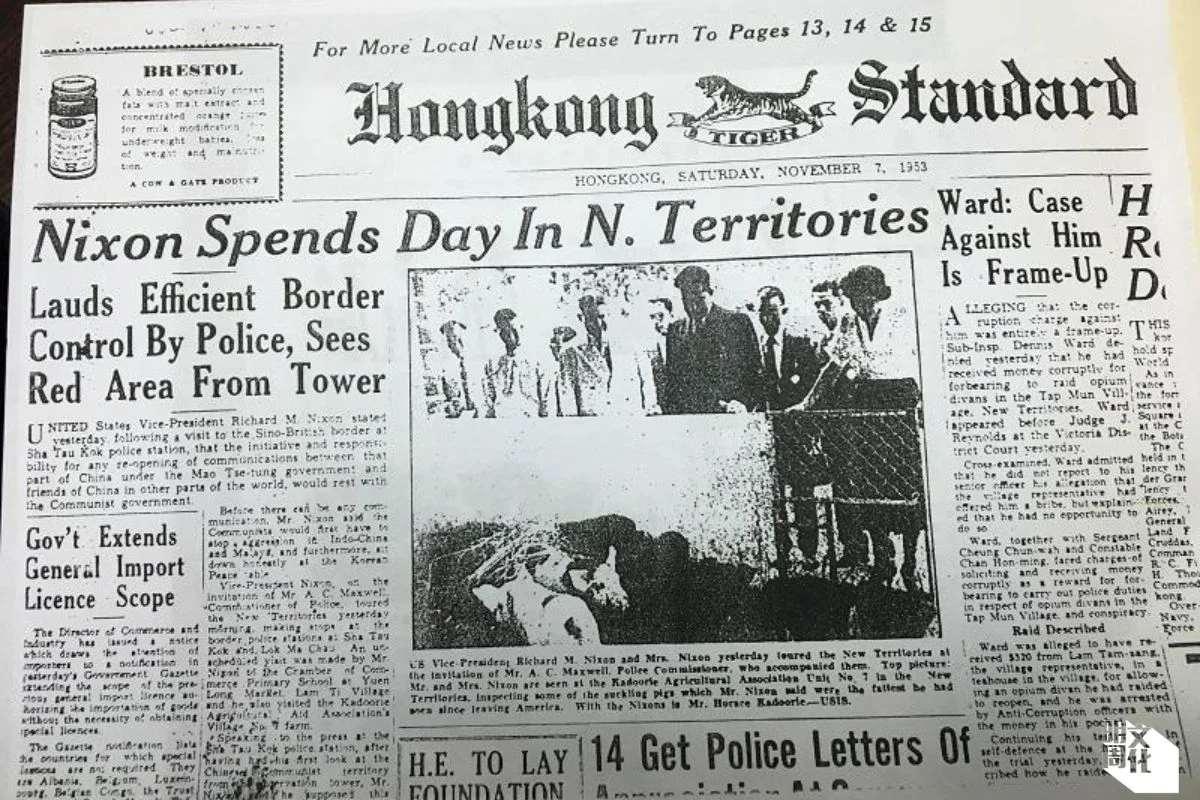 For More Local News Please Turn To Pages 13, 14 & 15
BRESTOL
A blend of specially chosen
fats with malt extract and
concentrated orange
for milk modification
underweight babies,
of weight and
A COW & GATE PRODUCT
Hongkong
TIGER
Standard
HONGKONG, SATURDAY, NOVEMBER 7, 1953
Nixon Spends Day In N. Territories
Lauds Efficient Border
Control By Police, Sees
Red Area From Tower
UNITED States Vice-President Richard M. Nixon stated
yesterday, following a visit to the Sino-British border at
Sha Tau Kok police station, that the initiative and responsi-
bility for any re-opening of communications between that
part of China under the Mao Tse-tung government and
friends of China in other parts of the world, would rest with
the Communist government.
Gov't Extends
General Import
Licence Scope
The Director of Commerce and
Industry has issued a notice
which draws the attention of
importers to a notification in
yesterday's Government Gazette
extending the scope of the pre-
vious general import licence au-
thorising the importation of goods
without the necessity of obtaining
special licences.
The Gazette notification lists
the countries for which special
licences are not required. They
are Albania, Belgium, Luxem-
bourg, Belgian Congo, the Trust
Before there can be any com-
munication, Mr. Nixon said the
Communists would first have to
stop aggression in Indo-China
and Malaya, and furthermore, sit
down honestly at the Korean
Peace table.
Vice-President Nixon, on the
invitation of Mr. A. C. Maxwell,
Commissioner of Police, toured
the New Territories yesterday
morning, making stops at the
border police stations at Sha Tau
Kok and Lok Ma Chau. An un-
scheduled visit was made by Mr.
Nixon to the Chamber of Com-
merce Primary School at Yuen
Long Market, Lam Ti Village
and he also visited the Kadoorie
Agricultural Aid Association's
Village No. 7 farm.
Speaking to the press at the
Sha Tau Kok police station, after
having had his first look at the
Chinese Communist territory
from observation tower, Mr.
Nixon he supposes this
US Vice-President Richard M. Nixon and Mrs. Nixon yesterday toured the New Territories at
the invitation of Mr. A. C. Maxwell, Police Commissioner, who accompanied them. Top picture:
Mr. and Mrs. Nixon are seen at the Kadoorie Agricultural Association Unit No. 7 in the New
Territories, inspecting some of the suckling pigs which Mr. Nixon said were the fattest he had
seen since leaving America. With the Nixons is Mr. Horace Kadoorie—USIS.
H.E. TO LAY
FOUNDATION
14 Get Police Letters Of
Ward: Case
Against Him
Is Frame-Up
ALLEGING that the cor-
ruption charge against
him was entirely a frame-up,
Sub-Insp. Dennis Ward de-
nied yesterday that he had
received money corruptly for
forbearing to raid opium
divans in the Tap Mun Vill-
age, New Territories. Ward
appeared before Judge J.
Reynolds at the Victoria Dis-
trict Court yesterday.
Cross-examined, Ward admitted
that he did not report to his
senior officer his allegation that
the village representative had
offered him a bribe, but explain-
ed that he had no opportunity to
do so.
Ward, together with Sergeant
Cheung Chun-wah and Constable
Chan Hon-ming, faced charges of
soliciting and receiving money
corruptly as a reward for for-
bearing to carry out police duties
in respect of opium divans in the
Tap Mun Village, and conspiracy.
Raid Described
Ward was alleged to have re-
ceived $320 from Lam Tam-sang,
the village representative, in a
teahouse in the village, for allow-
ing an opium divan he had raided
to reopen, and he was arrested
by Anti-Corruption officers with
the money in his pocket.
Continuing his
self-defence at the
the trial yesterday,
cribed how he
H
THIS
hold sp
World
As in
vance
the for
service
Square
at the C
The C
held in
General
Land F
Cruddas,
Comman
R. C. F
H. The
Commod
kong.
Over
Navy,
Force